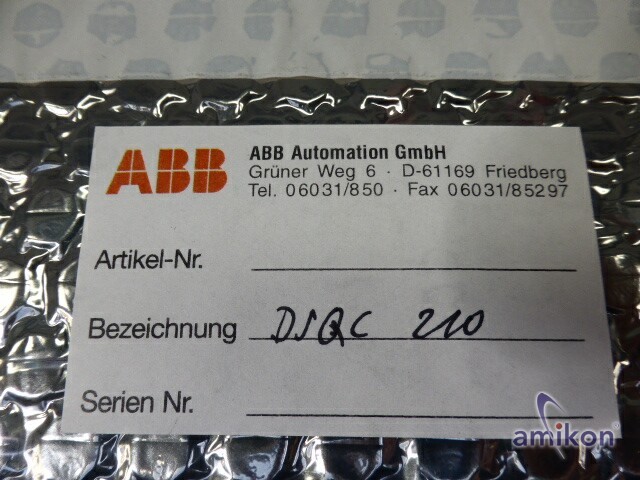 ABB
ABB Automation GmbH
Grüner Weg 6 · D-61169 Friedberg
Tel. 06031/850 · Fax 06031/85297
Artikel-Nr.
Bezeichnung DSQC 210
Serien Nr.
amikon